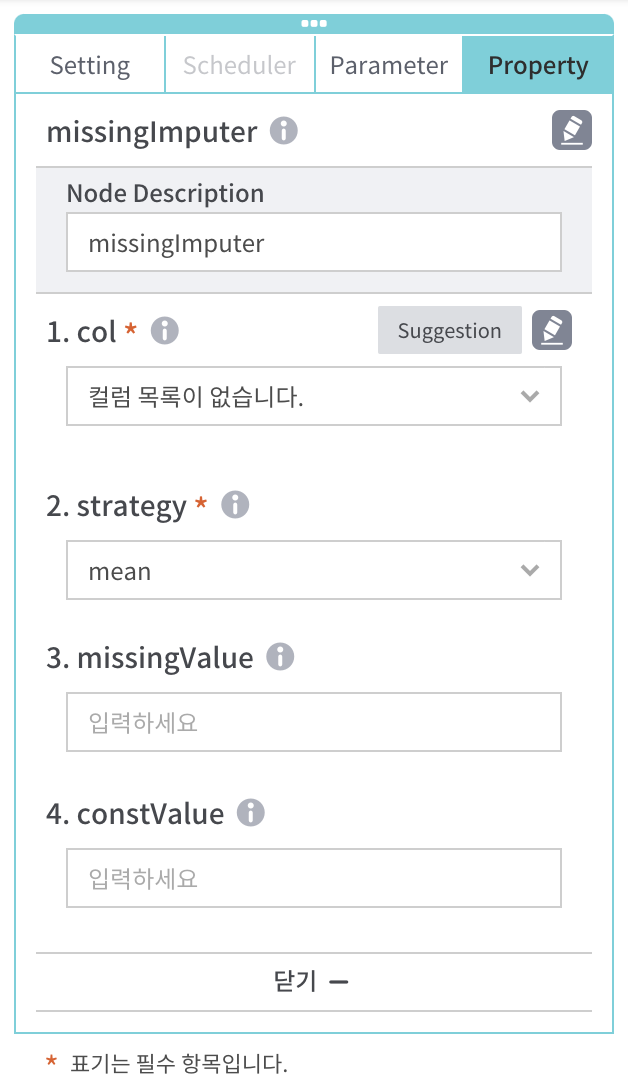 Setting Scheduler Parameter Property
missingImputer
Node Description
missingImputer
1. col * Suggestion
컬럼 목록이 없습니다.
2. strategy *
mean
3. missingValue
입력하세요
4. constValue
입력하세요
닫기
* 표기는 필수 항목입니다.